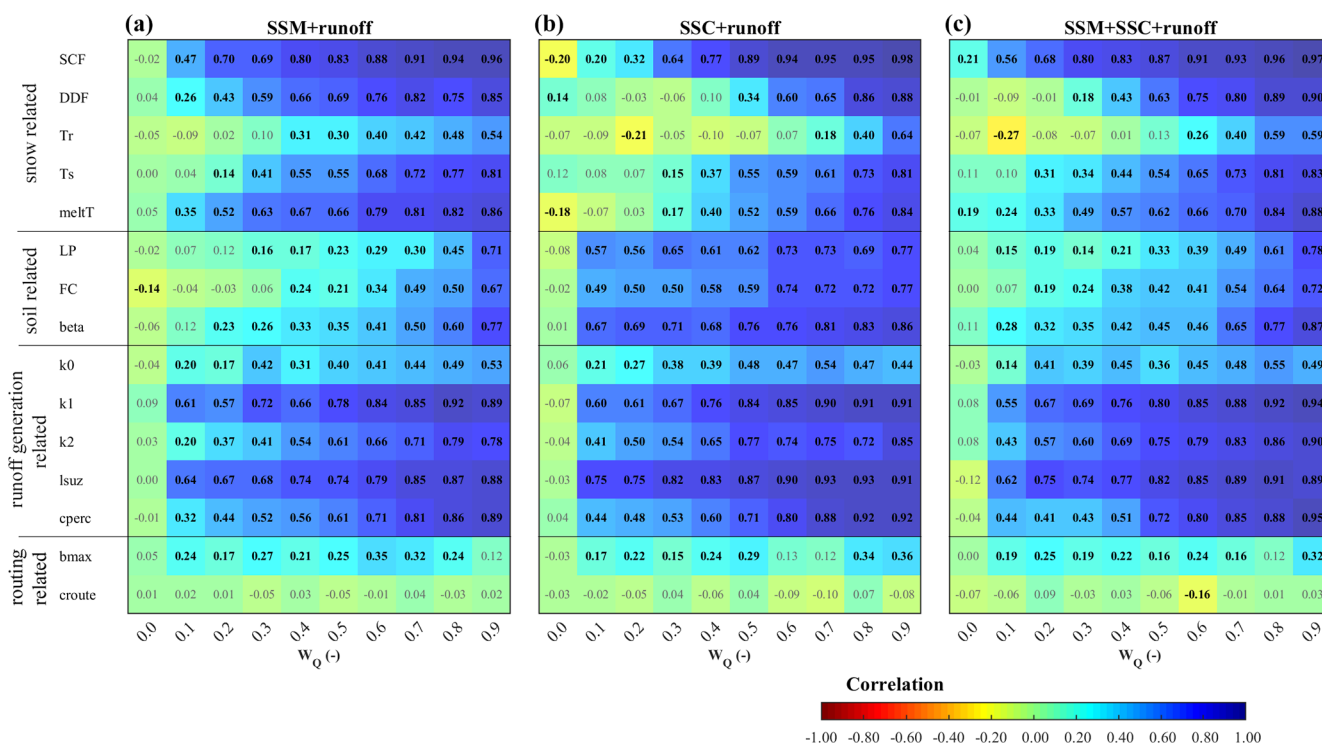 (a) SSM+runoff (b) SSC+runoff (c) SSM+SSC+runoff
snow related
SCF -0.02 0.47 0.70 0.69 0.80 0.83 0.88 0.91 0.94 0.96 -0.20 0.20 0.32 0.64 0.77 0.89 0.94 0.95 0.95 0.98 0.21 0.56 0.68 0.80 0.83 0.87 0.91 0.93 0.96 0.97
DDF 0.04 0.26 0.43 0.59 0.66 0.69 0.76 0.82 0.75 0.85 0.14 0.08 -0.03 -0.06 0.10 0.34 0.60 0.65 0.86 0.88 -0.01 -0.09 -0.01 0.18 0.43 0.63 0.75 0.80 0.89 0.90
Tr -0.05 -0.09 0.02 0.10 0.31 0.30 0.40 0.42 0.48 0.54 -0.07 -0.09 -0.21 -0.05 -0.10 -0.07 0.07 0.18 0.40 0.64 -0.07 -0.27 -0.08 -0.07 0.01 0.13 0.26 0.40 0.59 0.59
Ts 0.00 0.04 0.14 0.41 0.55 0.55 0.68 0.72 0.77 0.81 0.12 0.08 0.07 0.15 0.37 0.55 0.59 0.61 0.73 0.81 0.11 0.10 0.31 0.34 0.44 0.54 0.65 0.73 0.81 0.83
meltT 0.05 0.35 0.52 0.63 0.67 0.66 0.79 0.81 0.82 0.86 -0.18 -0.07 0.03 0.17 0.40 0.52 0.59 0.66 0.76 0.84 0.19 0.24 0.33 0.49 0.57 0.62 0.66 0.70 0.84 0.88
soil related
LP -0.02 0.07 0.12 0.16 0.17 0.23 0.29 0.30 0.45 0.71 -0.08 0.57 0.56 0.65 0.61 0.62 0.73 0.73 0.69 0.77 0.04 0.15 0.19 0.14 0.21 0.33 0.39 0.49 0.61 0.78
FC -0.14 -0.04 -0.03 0.06 0.24 0.21 0.34 0.49 0.50 0.67 -0.02 0.49 0.50 0.50 0.58 0.59 0.74 0.72 0.72 0.77 0.00 0.07 0.19 0.24 0.38 0.42 0.41 0.54 0.64 0.72
beta -0.06 0.12 0.23 0.26 0.33 0.35 0.41 0.50 0.60 0.77 0.01 0.67 0.69 0.71 0.68 0.76 0.76 0.81 0.83 0.86 0.11 0.28 0.32 0.35 0.42 0.45 0.46 0.65 0.77 0.87
runoff generation
related
k0 -0.04 0.20 0.17 0.42 0.31 0.40 0.41 0.44 0.49 0.53 0.06 0.21 0.27 0.38 0.39 0.48 0.47 0.54 0.47 0.44 -0.03 0.14 0.41 0.39 0.45 0.36 0.45 0.48 0.55 0.49
k1 0.09 0.61 0.57 0.72 0.66 0.78 0.84 0.85 0.92 0.89 -0.07 0.60 0.61 0.67 0.76 0.84 0.85 0.90 0.91 0.91 0.08 0.55 0.67 0.69 0.76 0.80 0.85 0.88 0.92 0.94
k2 0.03 0.20 0.37 0.41 0.54 0.61 0.66 0.71 0.79 0.78 -0.04 0.41 0.50 0.54 0.65 0.77 0.74 0.75 0.72 0.85 0.08 0.43 0.57 0.60 0.69 0.75 0.79 0.83 0.86 0.90
lsuz 0.00 0.64 0.67 0.68 0.74 0.74 0.79 0.85 0.87 0.88 -0.03 0.75 0.75 0.82 0.83 0.87 0.90 0.93 0.93 0.91 -0.12 0.62 0.75 0.74 0.77 0.82 0.85 0.89 0.91 0.89
cperc -0.01 0.32 0.44 0.52 0.56 0.61 0.71 0.81 0.86 0.89 0.04 0.44 0.48 0.53 0.60 0.71 0.80 0.88 0.92 0.92 -0.04 0.44 0.41 0.43 0.51 0.72 0.80 0.85 0.88 0.95
routing
related
bmax 0.05 0.24 0.17 0.27 0.21 0.25 0.35 0.32 0.24 0.12 -0.03 0.17 0.22 0.15 0.24 0.29 0.13 0.12 0.34 0.36 0.00 0.19 0.25 0.19 0.22 0.16 0.24 0.16 0.12 0.32
croute 0.01 0.02 0.01 -0.05 0.03 -0.05 -0.01 0.04 -0.03 0.02 -0.03 -0.02 -0.05 0.04 -0.06 0.04 -0.09 -0.10 0.07 -0.08 -0.07 -0.06 0.09 -0.03 -0.03 -0.06 -0.16 -0.01 0.01 0.03
0.0 0.1 0.2 0.3 0.4 0.5 0.6 0.7 0.8 0.9 0.0 0.1 0.2 0.3 0.4 0.5 0.6 0.7 0.8 0.9 0.0 0.1 0.2 0.3 0.4 0.5 0.6 0.7 0.8 0.9
W_Q (-) W_Q (-) W_Q (-)
Correlation
-1.00 -0.80 -0.60 -0.40 -0.20 0.00 0.20 0.40 0.60 0.80 1.00